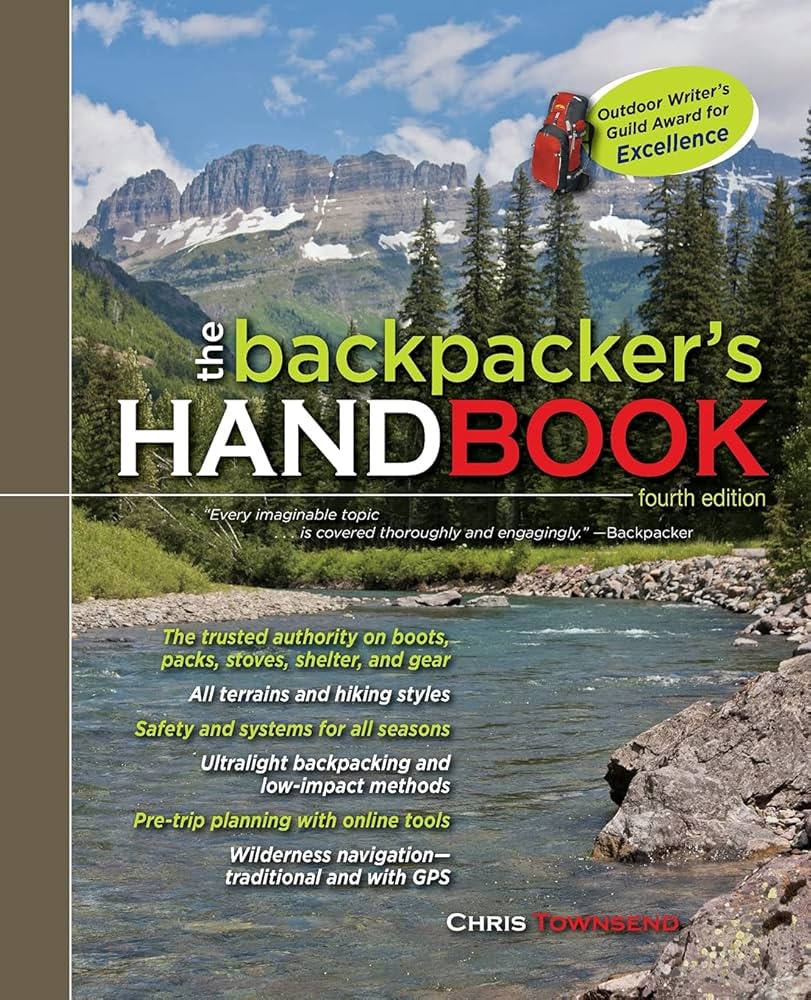 Outdoor Writer's
Guild Award for
Excellence
the
backpacker's
HANDBOOK
fourth edition
"Every imaginable topic
. . . is covered thoroughly and engagingly." —Backpacker
The trusted authority on boots,
packs, stoves, shelter, and gear
All terrains and hiking styles
Safety and systems for all seasons
Ultralight backpacking and
low-impact methods
Pre-trip planning with online tools
Wilderness navigation—
traditional and with GPS
CHRIS TOWNSEND